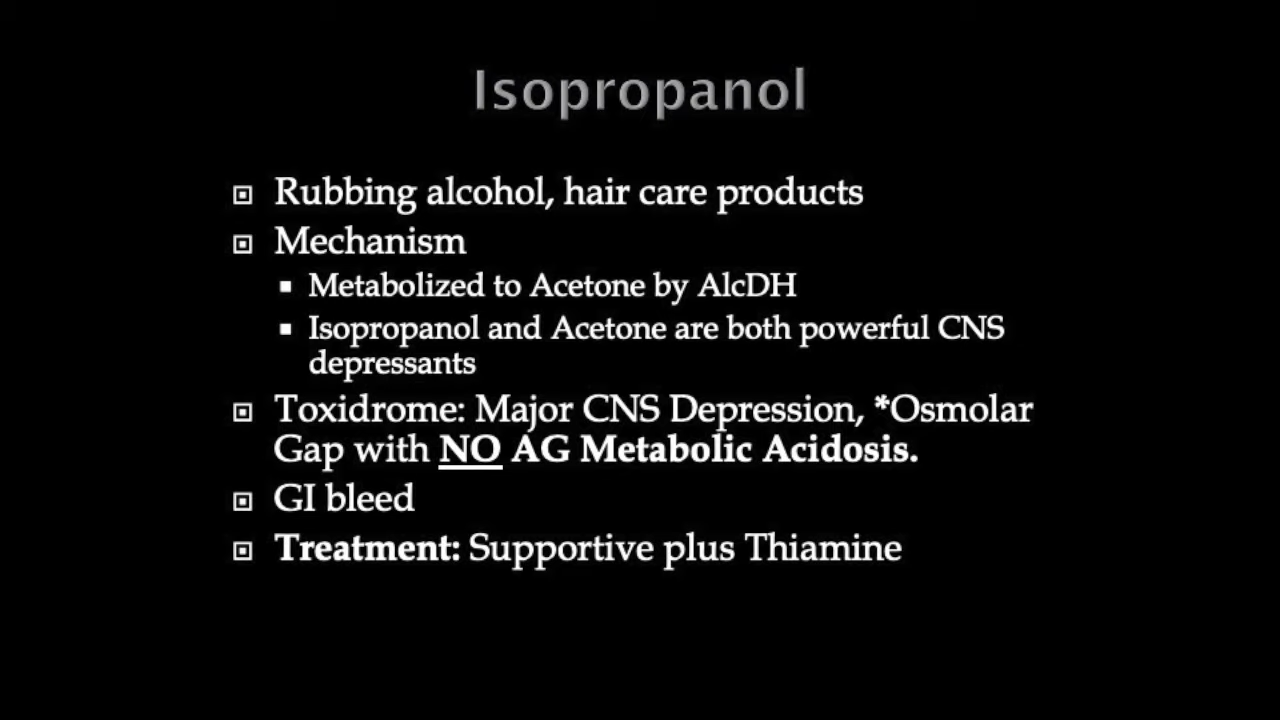 Isopropanol
Rubbing alcohol, hair care products
Mechanism
Metabolized to Acetone by AlcDH
Isopropanol and Acetone are both powerful CNS
depressants
Toxidrome: Major CNS Depression, *Osmolar
Gap with NO AG Metabolic Acidosis.
GI bleed
Treatment: Supportive plus Thiamine